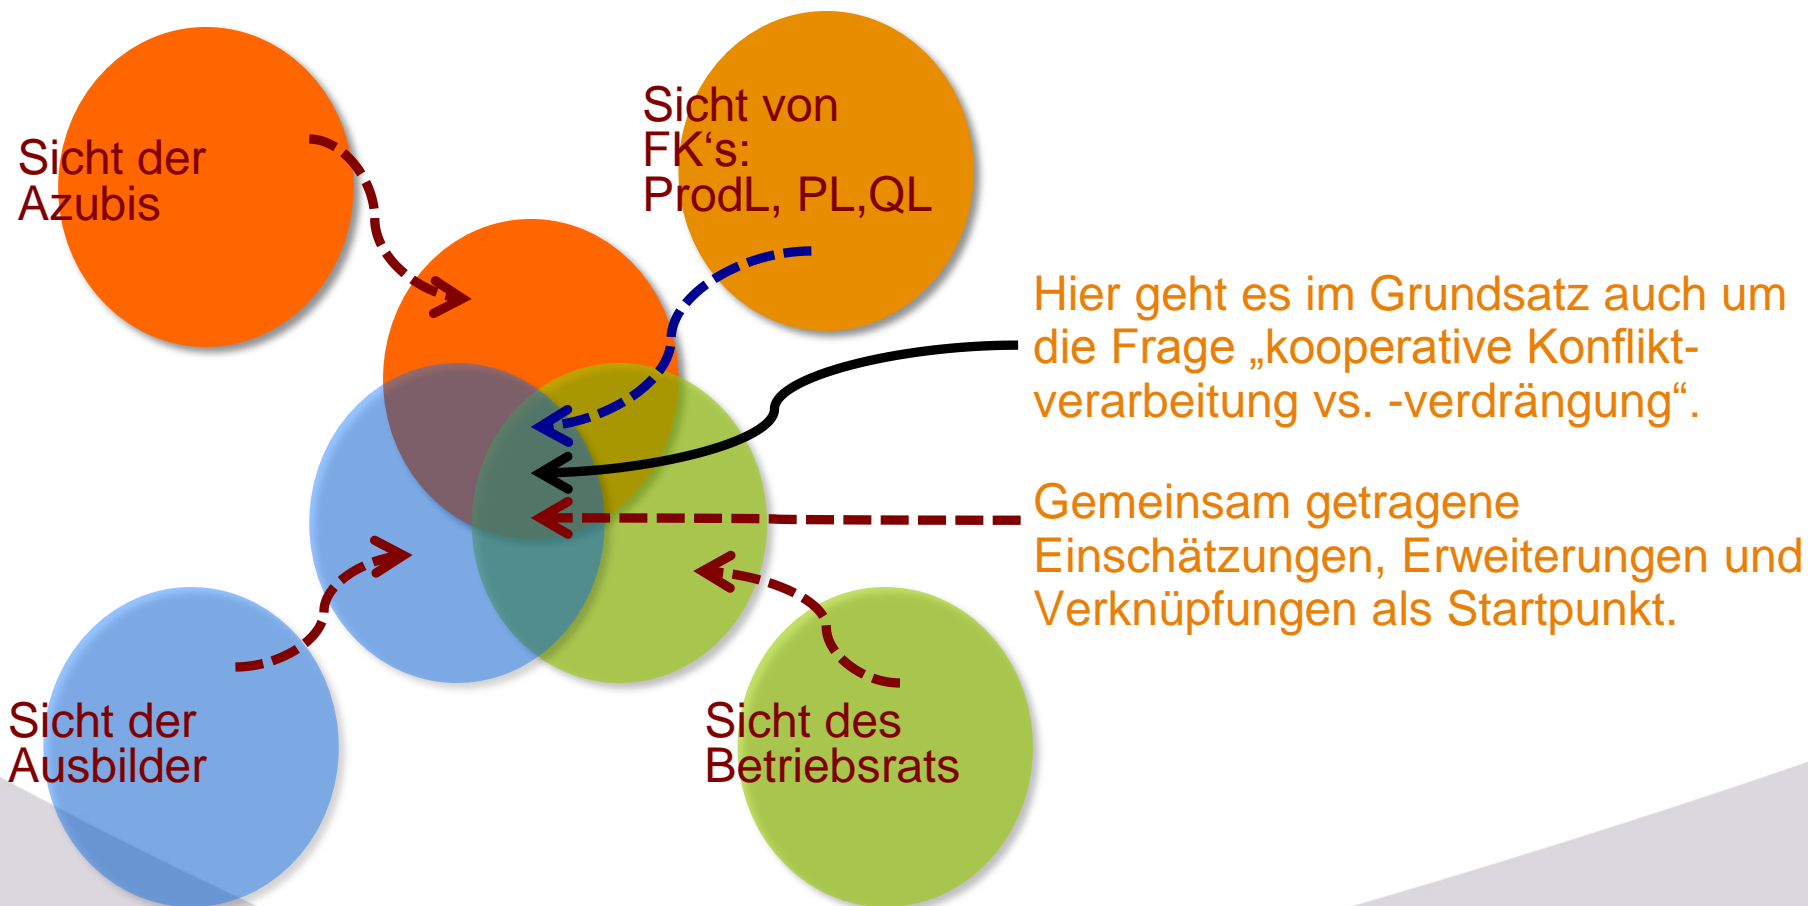 Sicht der
Azubis
Sicht von
FK‘s:
ProdL, PL,QL
Hier geht es im Grundsatz auch um
die Frage „kooperative Konflikt-
verarbeitung vs. -verdrängung“.
Gemeinsam getragene
Einschätzungen, Erweiterungen und
Verknüpfungen als Startpunkt.
Sicht der
Ausbilder
Sicht des
Betriebsrats